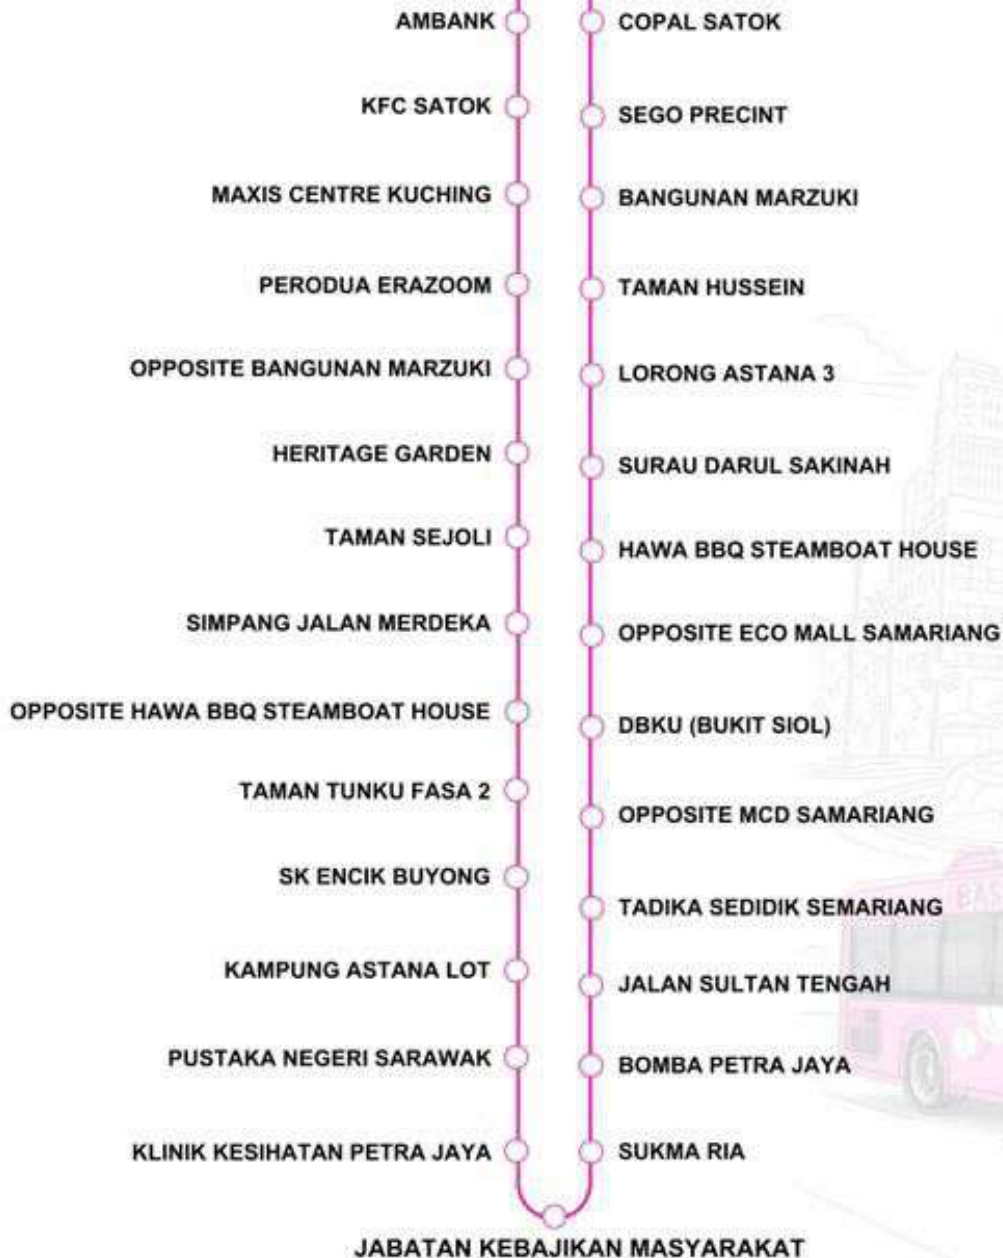 AMBANK
KFC SATOK
MAXIS CENTRE KUCHING
PERODUA ERAZOOM
OPPOSITE BANGUNAN MARZUKI
HERITAGE GARDEN
TAMAN SEJOLI
SIMPANG JALAN MERDEKA
OPPOSITE HAWA BBQ STEAMBOAT HOUSE
TAMAN TUNKU FASA 2
SK ENCIK BUYONG
KAMPUNG ASTANA LOT
PUSTAKA NEGERI SARAWAK
KLINIK KESIHATAN PETRA JAYA
JABATAN KEBAJIKAN MASYARAKAT
COPAL SATOK
SEGO PRECINT
BANGUNAN MARZUKI
TAMAN HUSSEIN
LORONG ASTANA 3
SURAU DARUL SAKINAH
HAWA BBQ STEAMBOAT HOUSE
OPPOSITE ECO MALL SAMARIANG
DBKU (BUKIT SIOL)
OPPOSITE MCD SAMARIANG
TADIKA SEDIDIK SEMARIANG
JALAN SULTAN TENGAH
BOMBA PETRA JAYA
SUKMA RIA
BAS